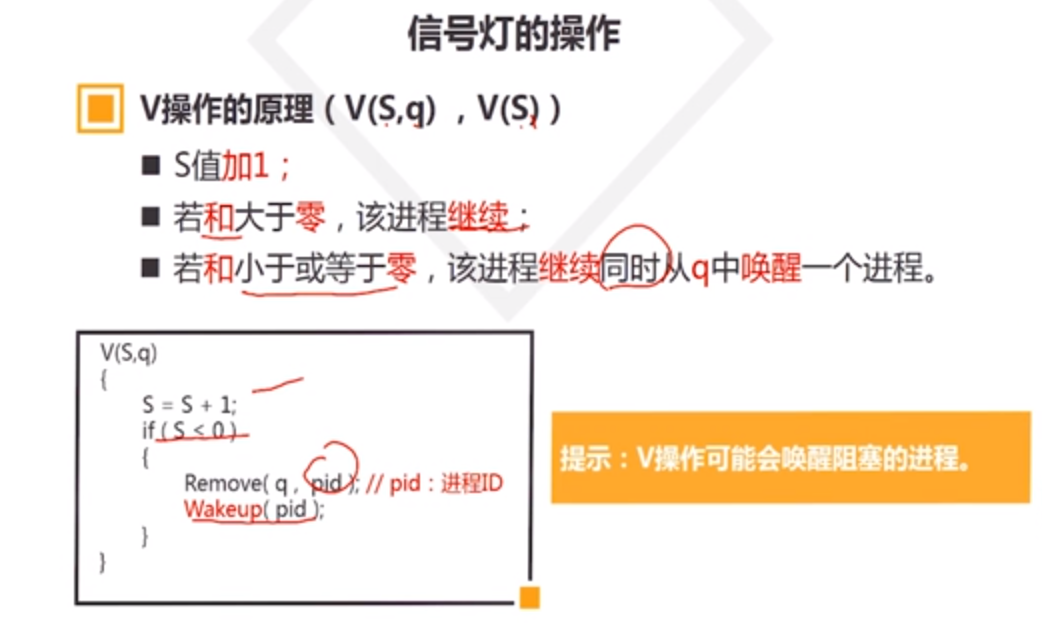 信号灯的操作
V操作的原理（V(S,q) ，V(S)）
■ S值加1；
■ 若和大于零，该进程继续；
■ 若和小于或等于零，该进程继续同时从q中唤醒一个进程。
V(S,q)
{
S = S + 1;
if ( S < 0 )
{
Remove( q , pid ); // pid：进程ID
Wakeup( pid );
}
}
提示：V操作可能会唤醒阻塞的进程。